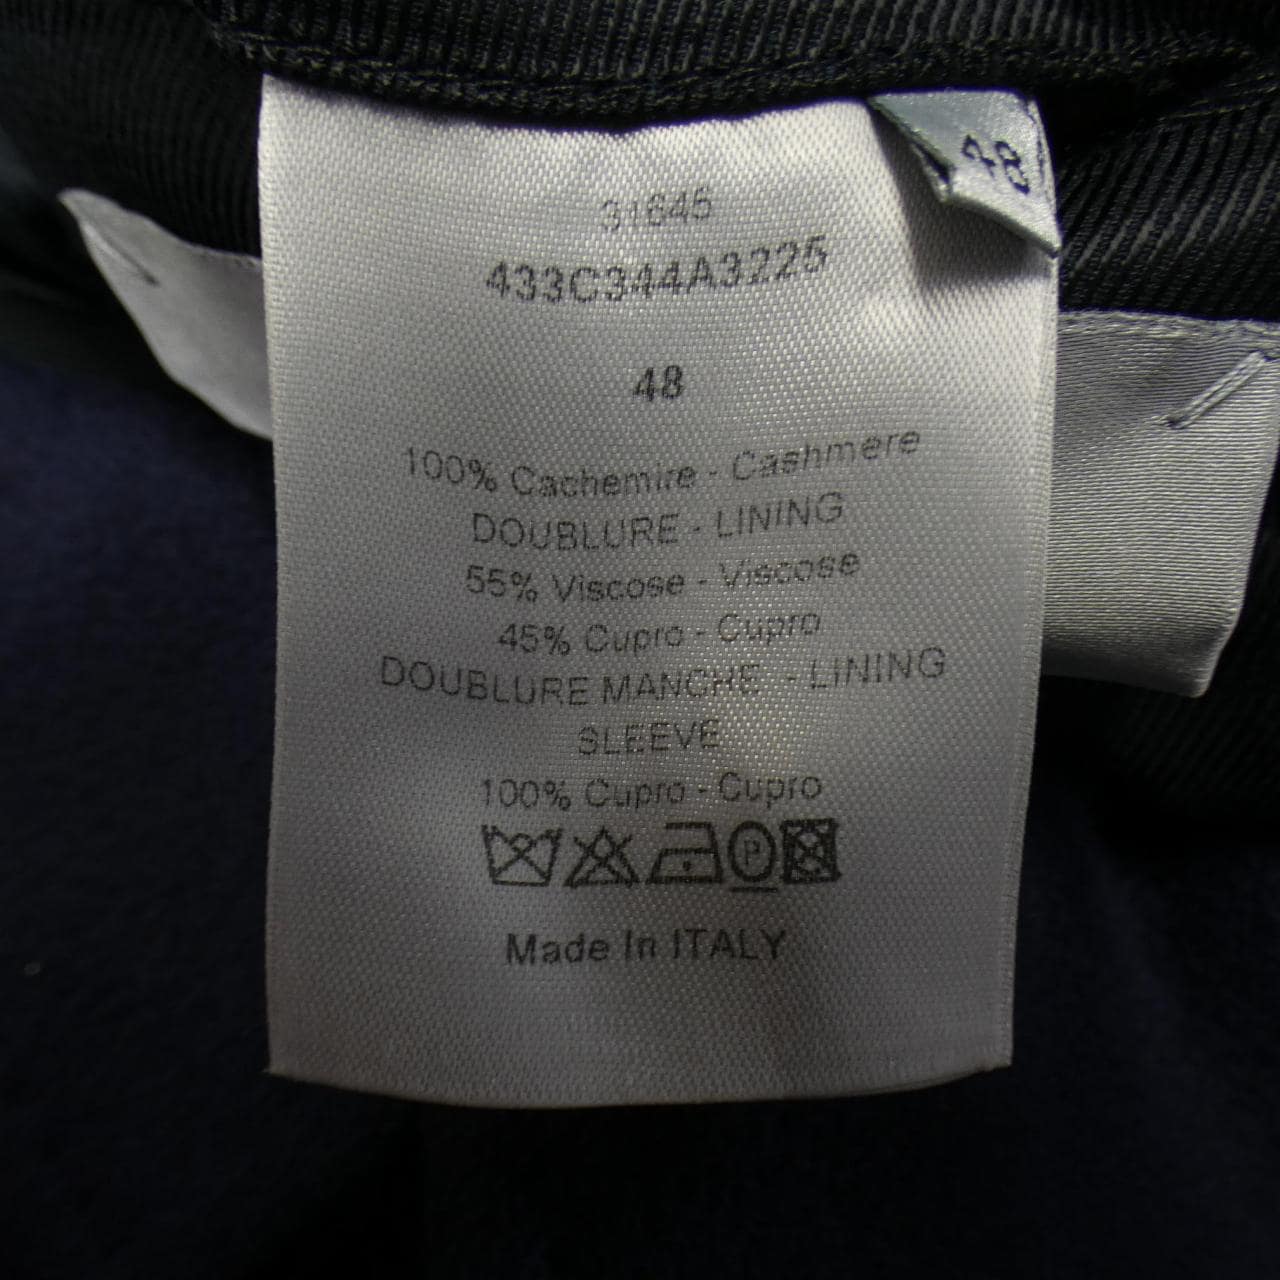 48
31645
433C344A3225
48
100% Cachemire - Cashmere
DOUBLURE - LINING
55% Viscose - Viscose
45% Cupro - Cupro
DOUBLURE MANCHE - LINING
SLEEVE
100% Cupro - Cupro
P
Made In ITALY